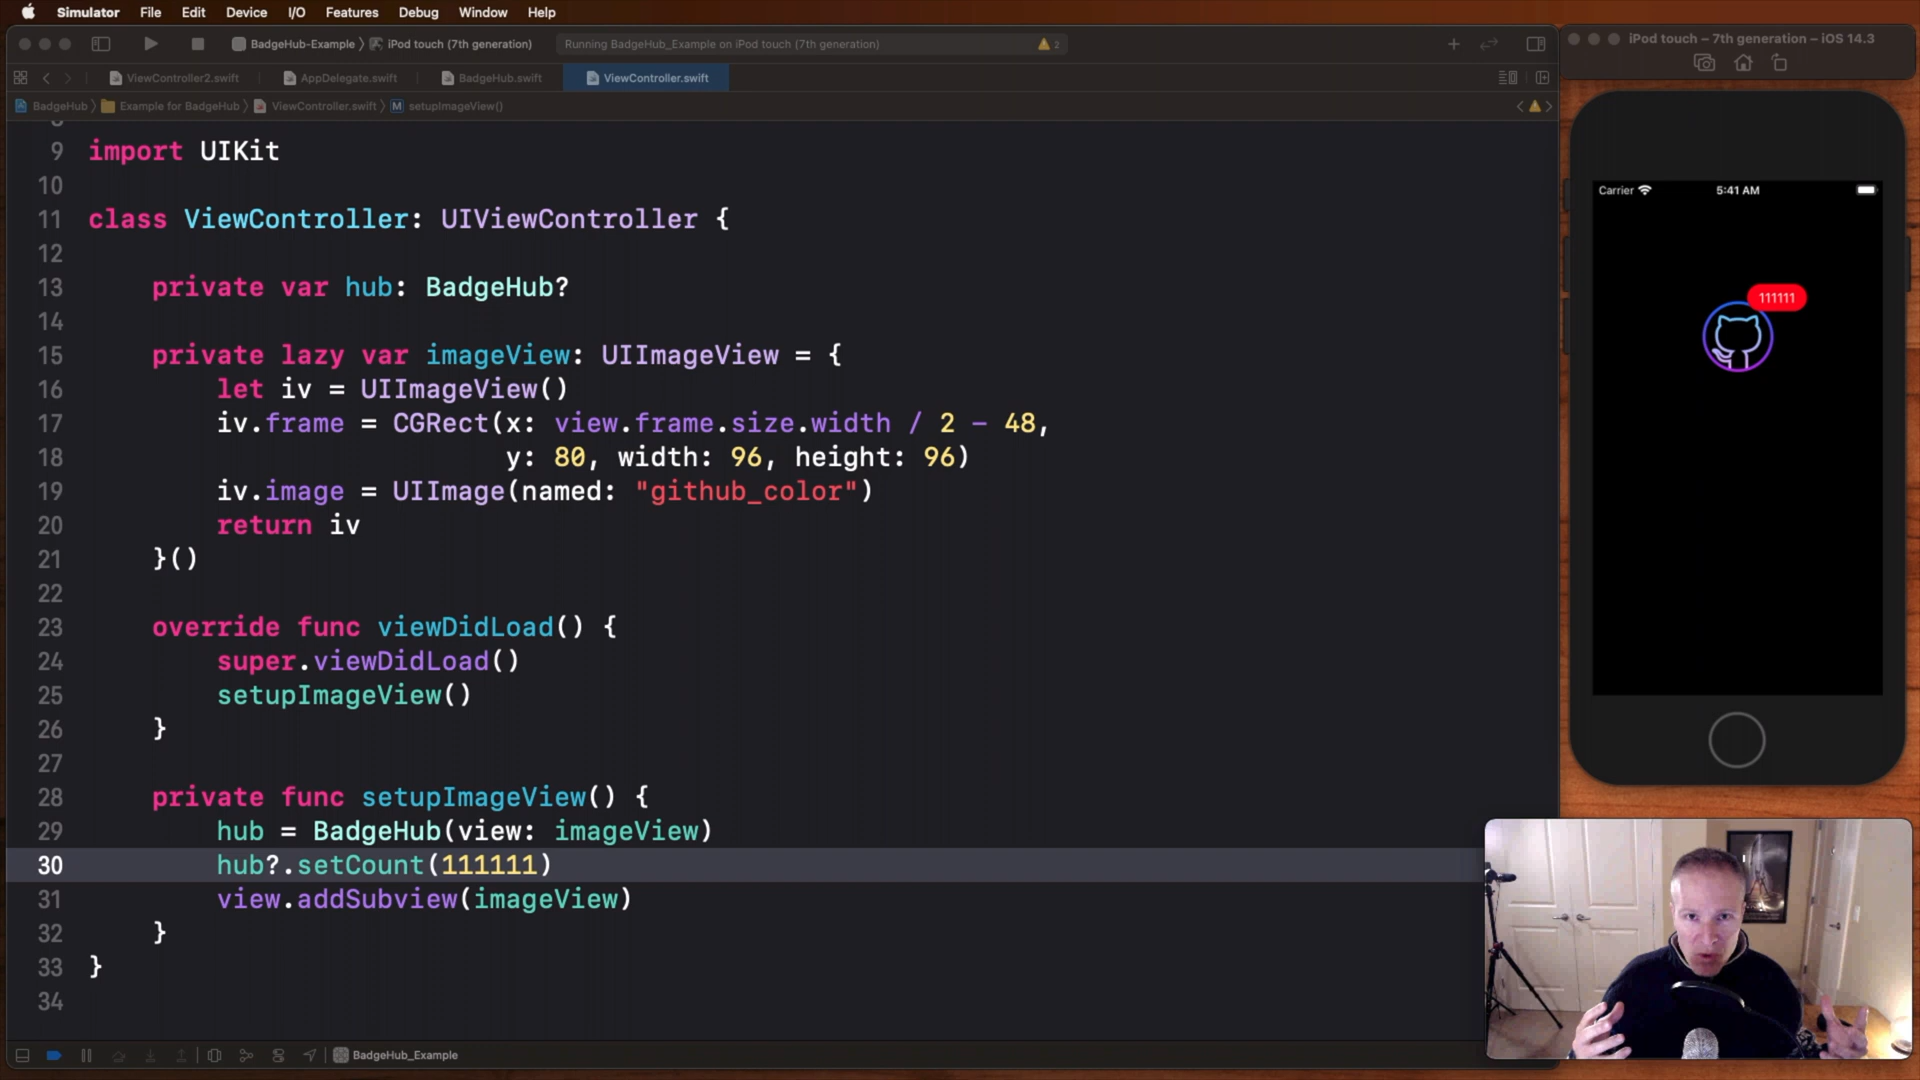 Simulator File Edit Device I/O Features Debug Window Help
BadgeHub-Example iPod touch (7th generation) Running BadgeHub_Example on iPod touch (7th generation) 2
iPod touch – 7th generation – iOS 14.3
ViewController2.swift AppDelegate.swift BadgeHub.swift ViewController.swift
BadgeHub Example for BadgeHub ViewController.swift M setupImageView()
9 import UIKit
10
11 class ViewController: UIViewController {
12
13 private var hub: BadgeHub?
14
15 private lazy var imageView: UIImageView = {
16 let iv = UIImageView()
17 iv.frame = CGRect(x: view.frame.size.width / 2 - 48,
18 y: 80, width: 96, height: 96)
19 iv.image = UIImage(named: "github_color")
20 return iv
21 }()
22
23 override func viewDidLoad() {
24 super.viewDidLoad()
25 setupImageView()
26 }
27
28 private func setupImageView() {
29 hub = BadgeHub(view: imageView)
30 hub?.setCount(111111)
31 view.addSubview(imageView)
32 }
33 }
34
BadgeHub_Example
Carrier 5:41 AM
111111